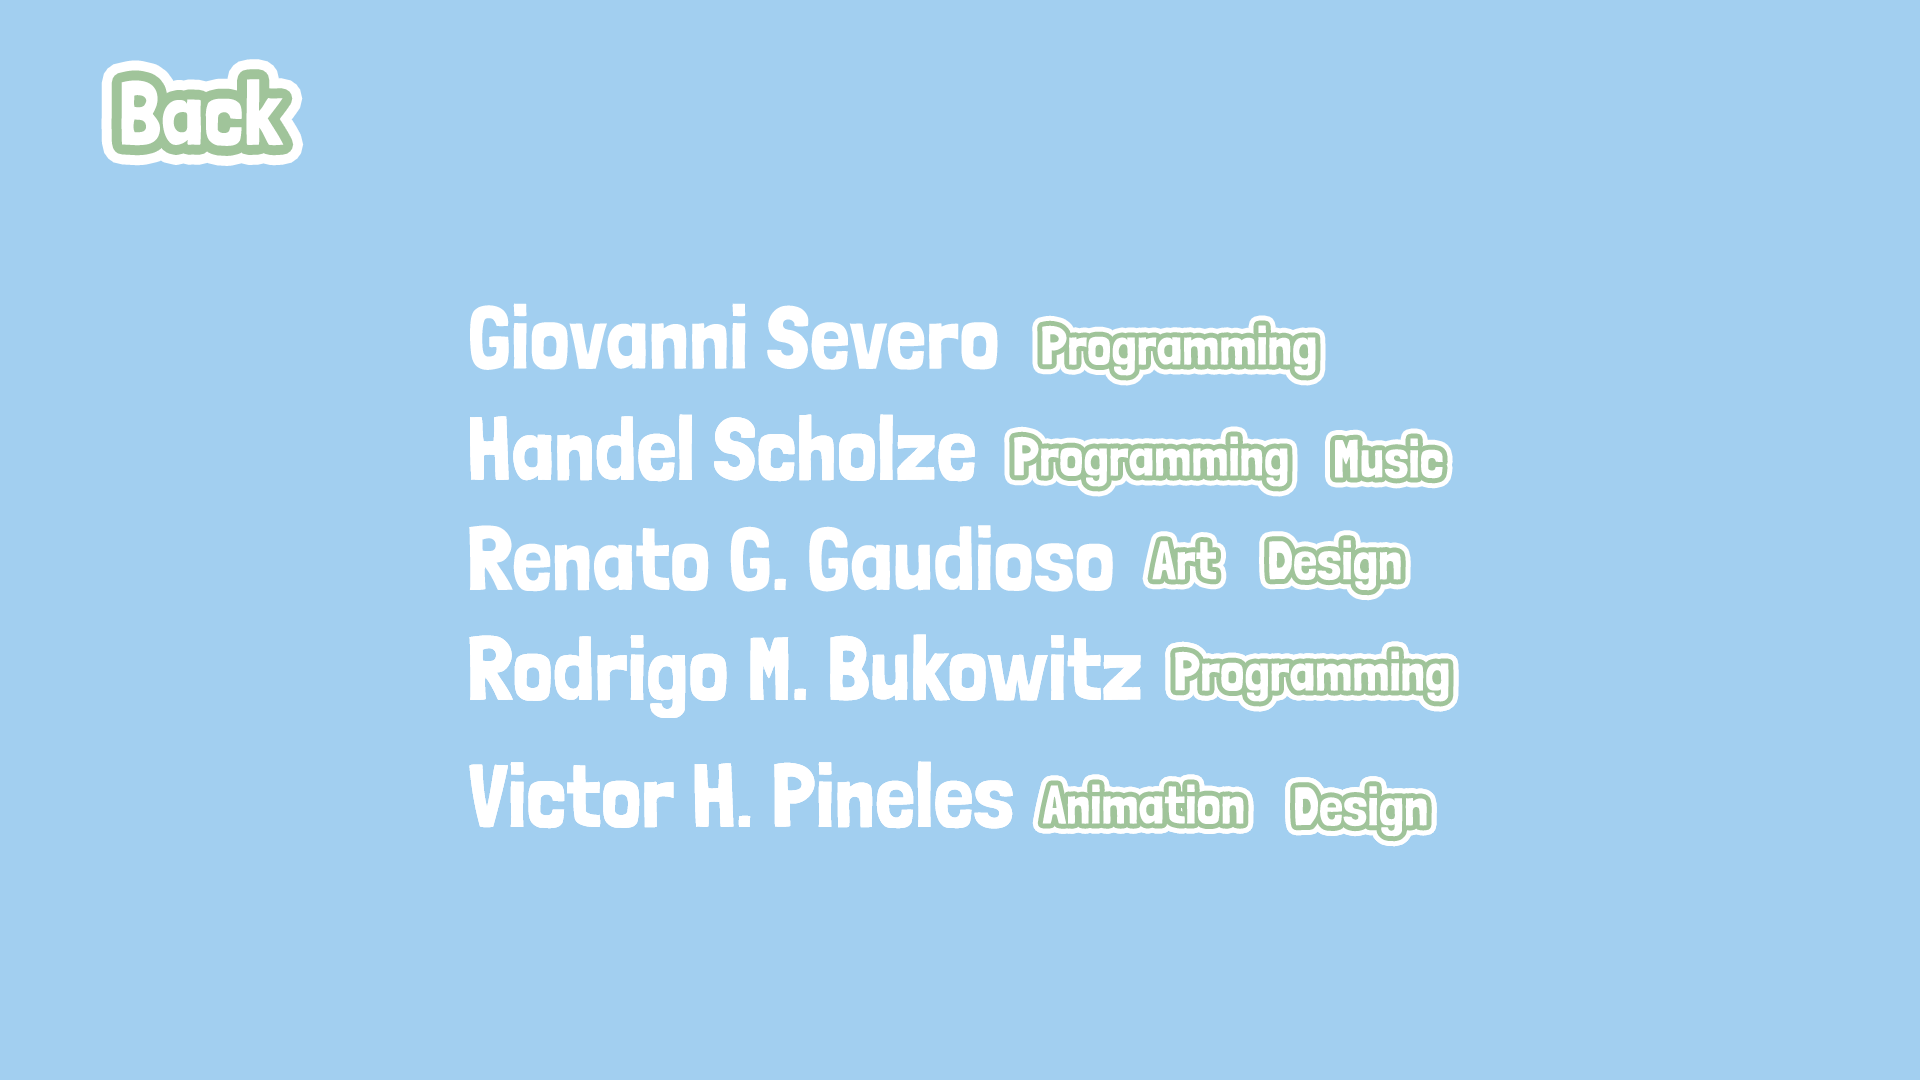 Back
Giovanni Severo Programming
Handel Scholze Programming Music
Renato G. Gaudioso Art Design
Rodrigo M. Bukowitz Programming
Victor H. Pineles Animation Design